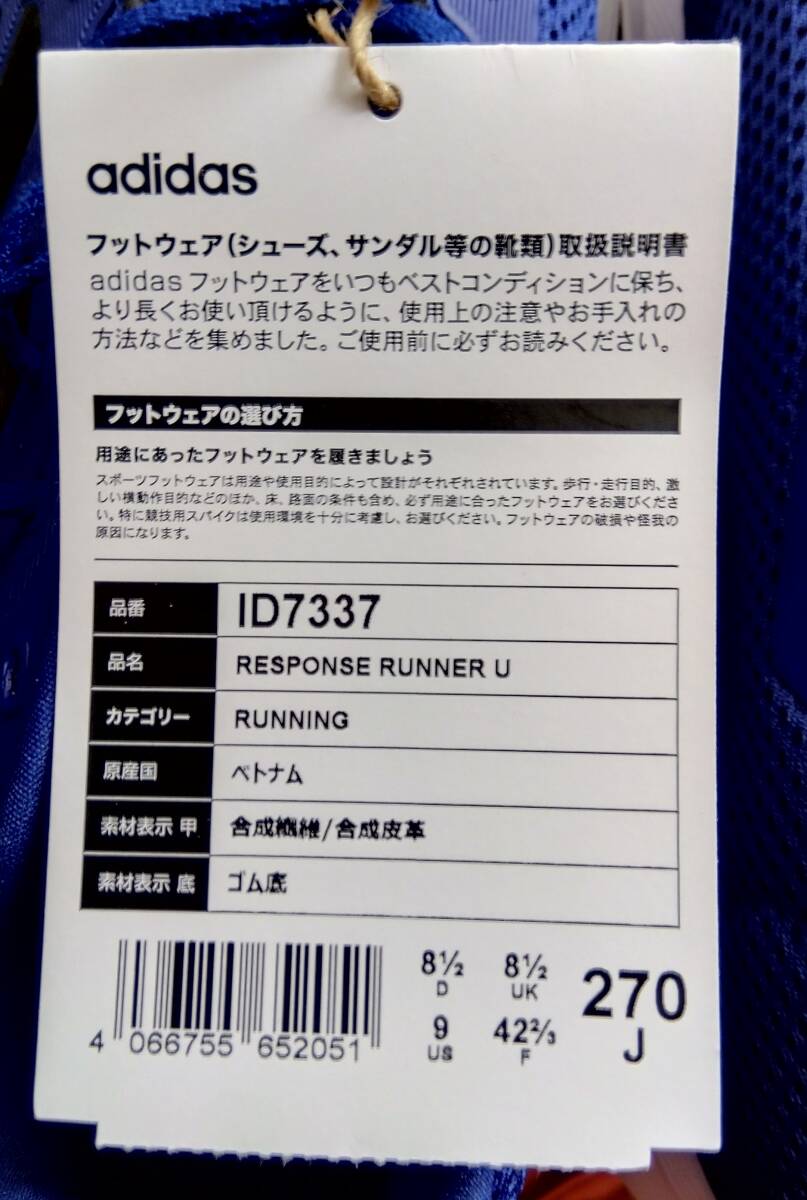 adidas
フットウェア(シューズ、サンダル等の靴類)取扱説明書
adidas フットウェアをいつもベストコンディションに保ち、
より長くお使い頂けるように、使用上の注意やお手入れの
方法などを集めました。ご使用前に必ずお読みください。
フットウェアの選び方
用途にあったフットウェアを履きましょう
スポーツフットウェアは用途や使用目的によって設計がそれぞれされています。歩行・走行目的、激
しい横動作目的などのほか、床、路面の条件も含め、必ず用途に合ったフットウェアをお選びくださ
い。特に競技用スパイクは使用環境を十分に考慮し、お選びください。フットウェアの破損や怪我の
原因になります。
品番 ID7337
品名 RESPONSE RUNNER U
カテゴリー RUNNING
原産国 ベトナム
素材表示 甲 合成繊維/合成皮革
素材表示 底 ゴム底
8½ 8½ 270
D UK J
9 42⅔
US F
4 066755 652051